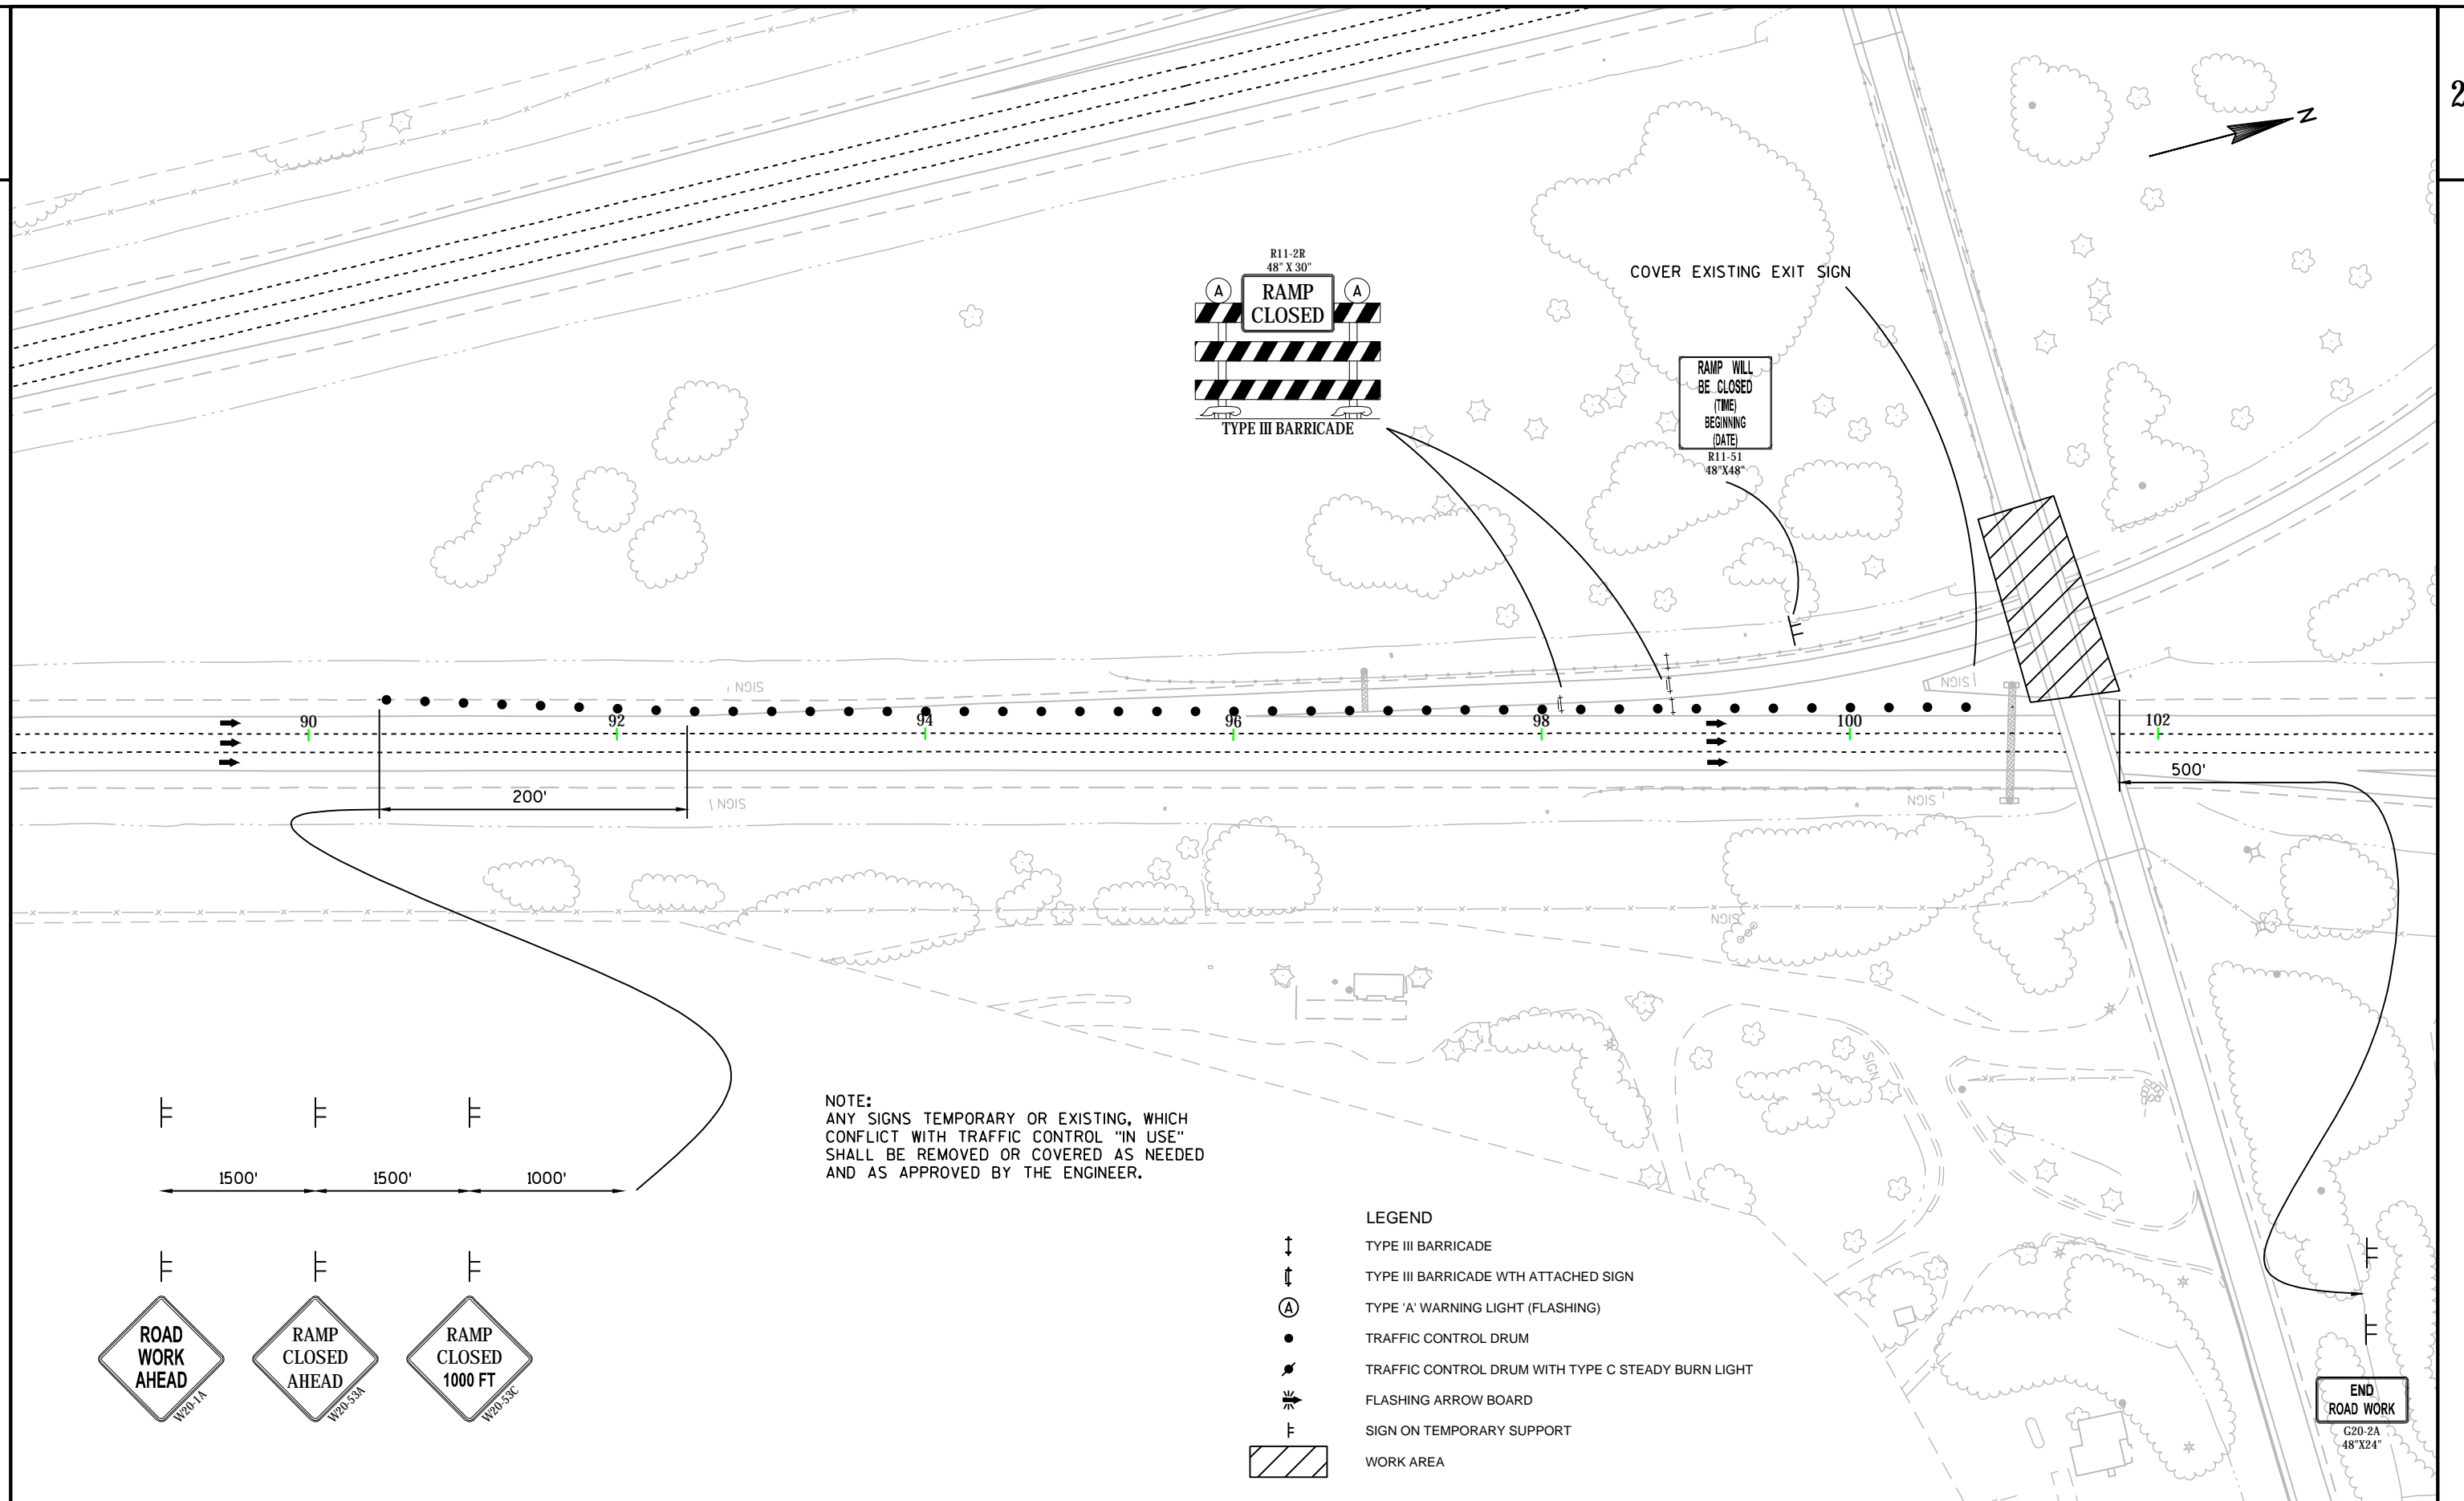 2
N
R11-2R
48" X 30"
A
RAMP
CLOSED
A
TYPE III BARRICADE
COVER EXISTING EXIT SIGN
RAMP WILL
BE CLOSED
(TIME)
BEGINNING
(DATE)
R11-51
48"X48"
SIGN
SIGN
90
92
94
96
98
100
102
200'
500'
SIGN
SIGN
SIGN
SIGN
1500'
1500'
1000'
NOTE:
ANY SIGNS TEMPORARY OR EXISTING, WHICH
CONFLICT WITH TRAFFIC CONTROL "IN USE"
SHALL BE REMOVED OR COVERED AS NEEDED
AND AS APPROVED BY THE ENGINEER.
ROAD
WORK
AHEAD
W20-1A
RAMP
CLOSED
AHEAD
W20-53A
RAMP
CLOSED
1000 FT
W20-53C
LEGEND
TYPE III BARRICADE
TYPE III BARRICADE WTH ATTACHED SIGN
A
TYPE 'A' WARNING LIGHT (FLASHING)
TRAFFIC CONTROL DRUM
TRAFFIC CONTROL DRUM WITH TYPE C STEADY BURN LIGHT
FLASHING ARROW BOARD
SIGN ON TEMPORARY SUPPORT
WORK AREA
END
ROAD WORK
G20-2A
48"X24"